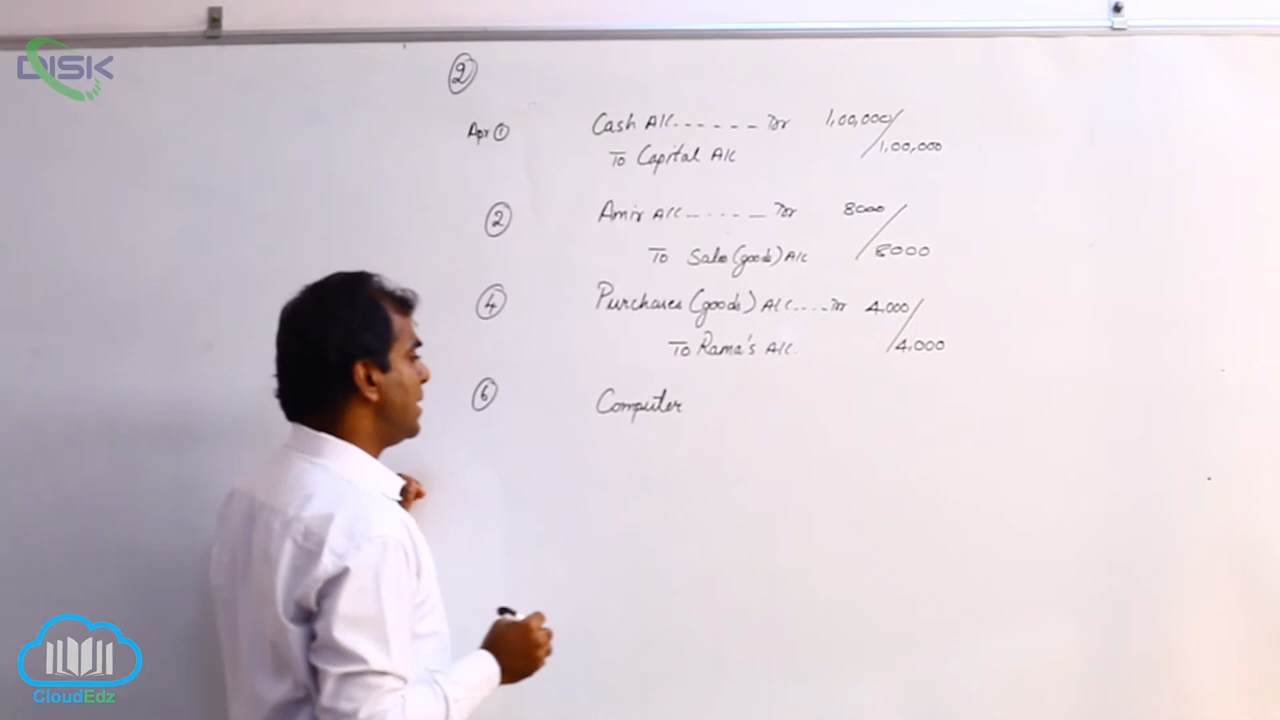 DISK
②
Apr ① Cash A/c....... Dr 1,00,000/
To Capital A/c /1,00,000
② Amir A/c....... Dr 8000/
To Sales (goods) A/c /8000
④ Purchases (goods) A/c.... Dr 4,000/
To Rama's A/c. /4,000
⑥ Computer
CloudEdz